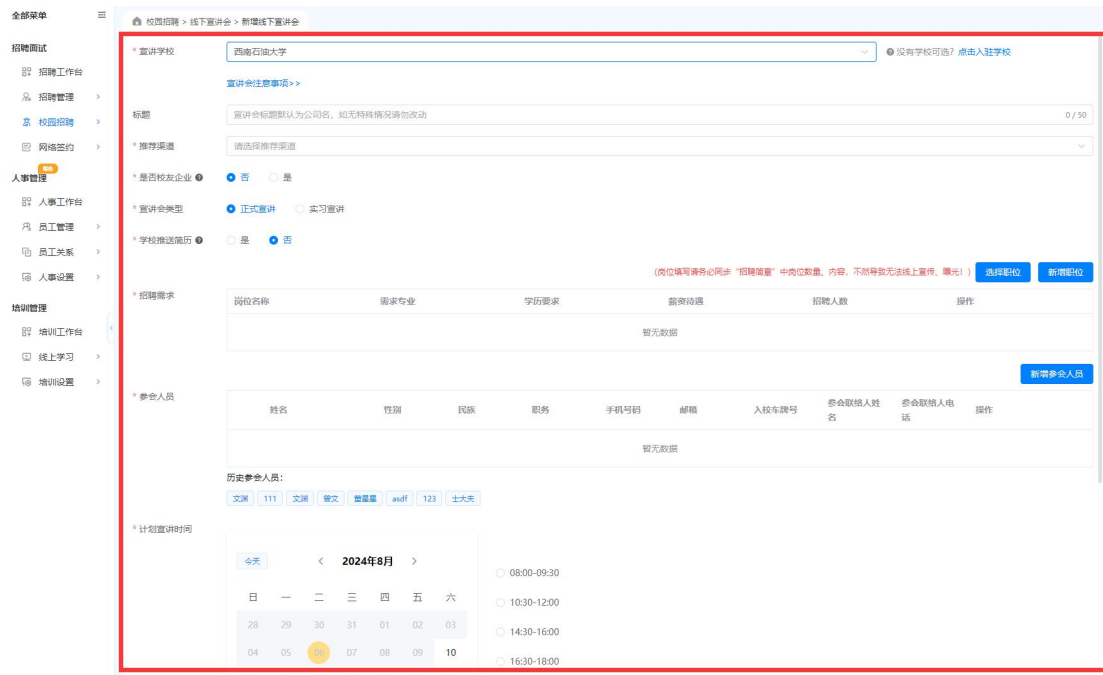 全部菜单
校园招聘 > 线下宣讲会 > 新增线下宣讲会
招聘面试
招聘工作台
招聘管理
校园招聘
网络签约
人事管理
人事工作台
员工管理
员工关系
人事设置
培训管理
培训工作台
线上学习
培训设置
* 宣讲学校 西南石油大学 没有学校可选？点击入驻学校
宣讲会注意事项>>
标题 宣讲会标题默认为公司名，如无特殊情况请勿改动 0 / 50
* 推荐渠道 请选择推荐渠道
* 是否校友企业 否 是
* 宣讲会类型 正式宣讲 实习宣讲
* 学校推送简历 是 否
(岗位填写请务必同步“招聘简章”中岗位数量、内容，不然导致无法线上宣传、曝光！) 选择职位 新增职位
* 招聘需求
岗位名称 需求专业 学历要求 薪资待遇 招聘人数 操作
暂无数据
新增参会人员
* 参会人员
姓名 性别 民族 职务 手机号码 邮箱 入校车牌号 参会联络人姓名 参会联络人电话 操作
暂无数据
历史参会人员：
文渊 111 文渊 曾文 曾星星 asdf 123 士大夫
* 计划宣讲时间
今天 < 2024年8月 >
日 一 二 三 四 五 六
28 29 30 31 01 02 03
04 05 06 07 08 09 10
08:00-09:30
10:30-12:00
14:30-16:00
16:30-18:00